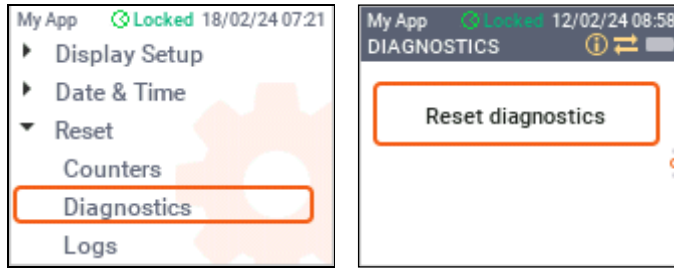 My App Locked 18/02/24 07:21
Display Setup
Date & Time
Reset
Counters
Diagnostics
Logs
My App Locked 12/02/24 08:58
DIAGNOSTICS
Reset diagnostics